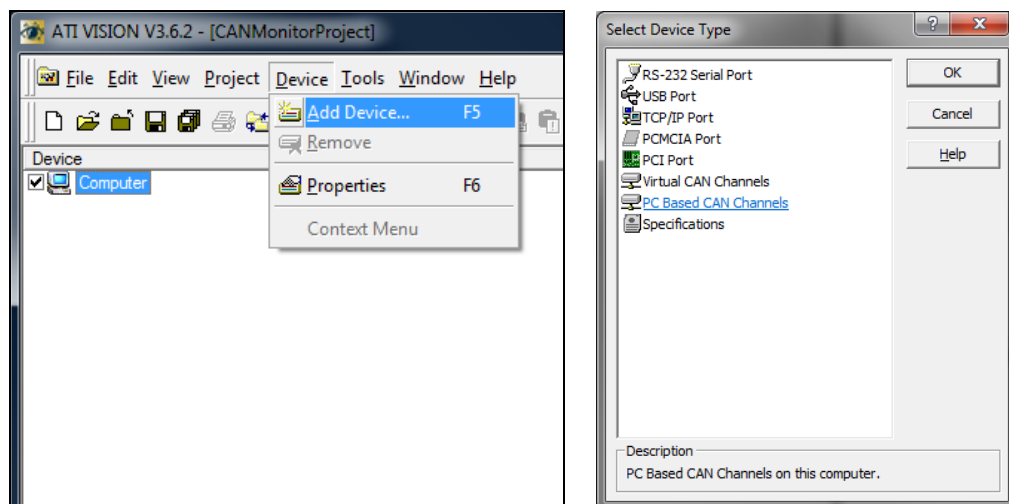 ATI VISION V3.6.2 - [CANMonitorProject]
File Edit View Project Device Tools Window Help
Add Device... F5
Remove
Properties F6
Context Menu
Device
Computer
Select Device Type
RS-232 Serial Port
USB Port
TCP/IP Port
PCMCIA Port
PCI Port
Virtual CAN Channels
PC Based CAN Channels
Specifications
OK
Cancel
Help
Description
PC Based CAN Channels on this computer.